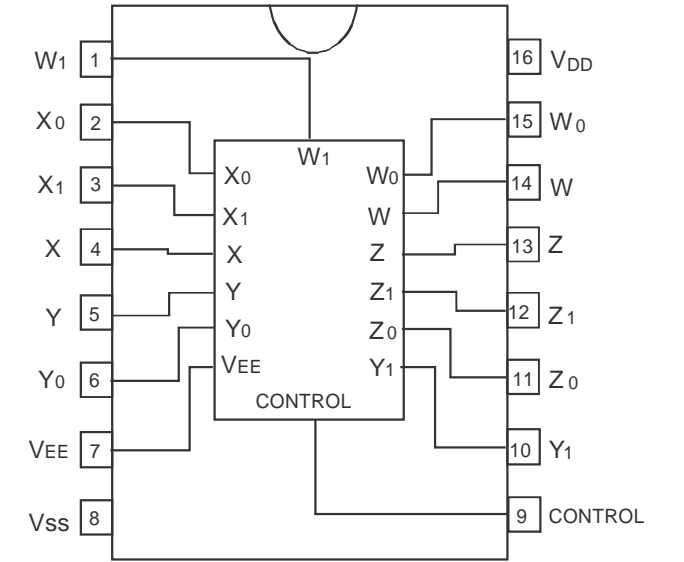 W1 1
X0 2
X1 3
X 4
Y 5
Y0 6
VEE 7
Vss 8
W1
X0
X1
X
Y
Y0
VEE
W0
W
Z
Z1
Z0
Y1
CONTROL
16 VDD
15 W0
14 W
13 Z
12 Z1
11 Z0
10 Y1
9 CONTROL